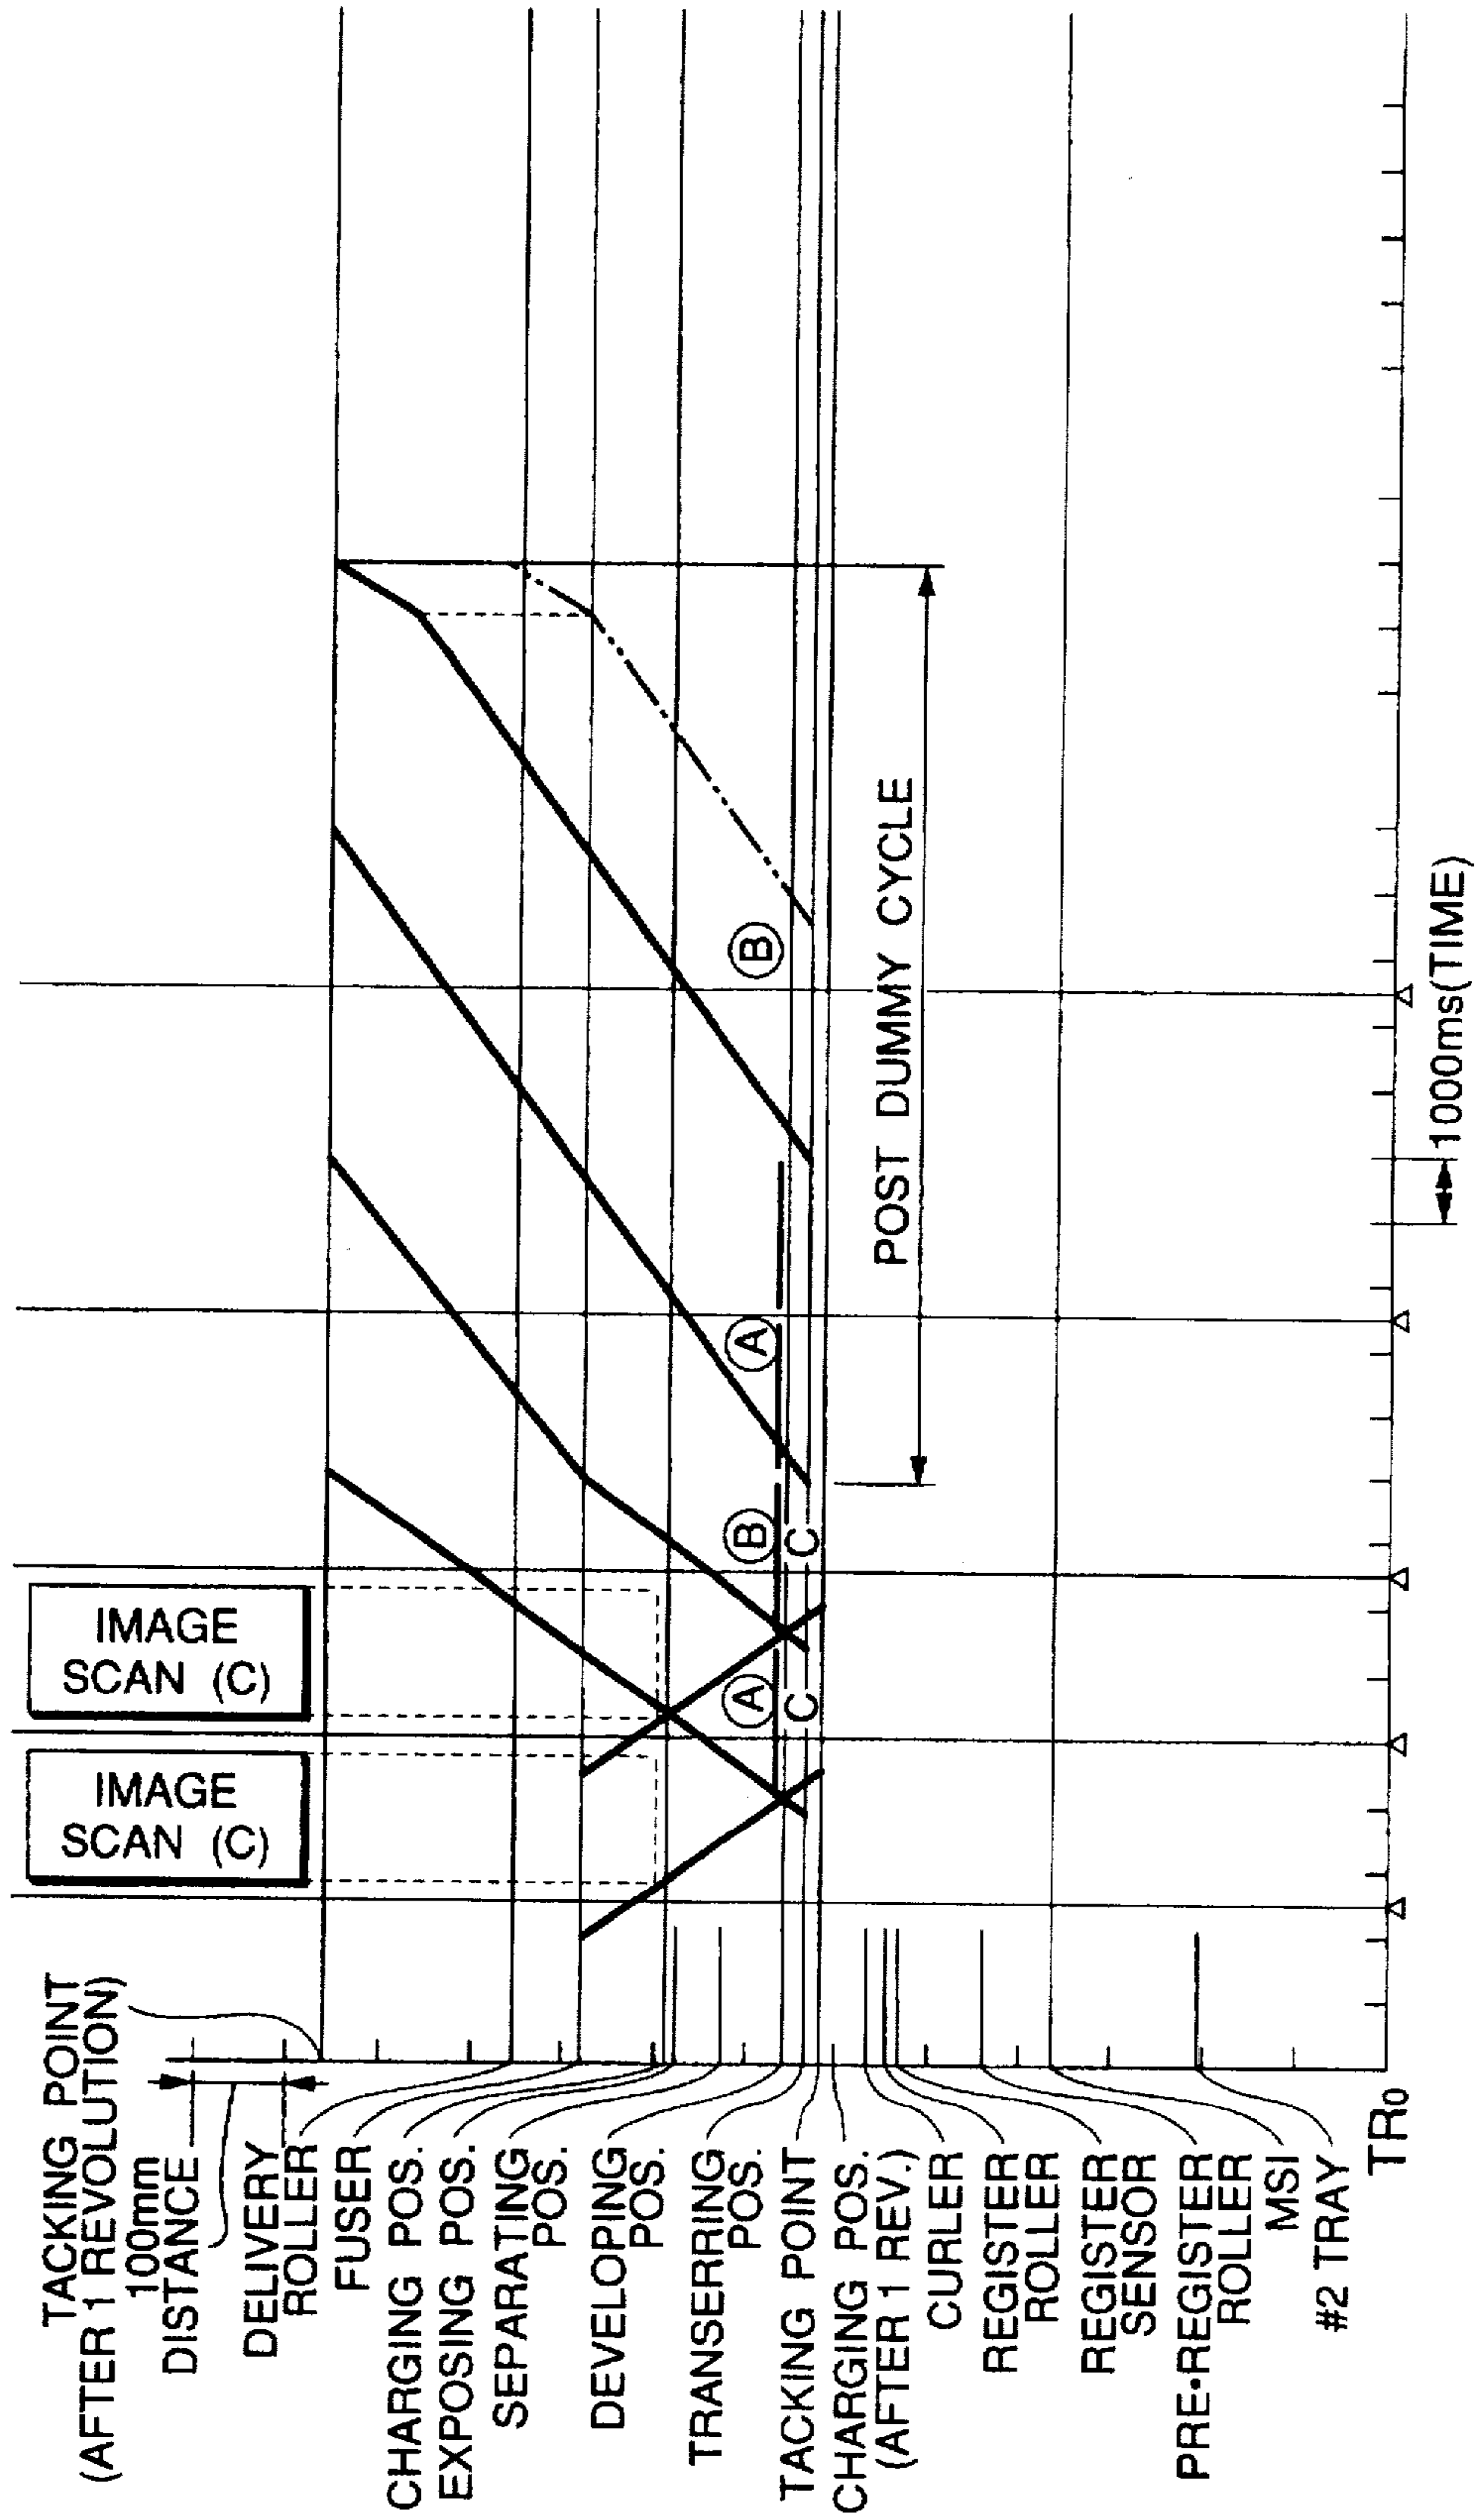 TACKING POINT
(AFTER 1 REVOLUTION)
100mm
DISTANCE
DELIVERY
ROLLER
FUSER
CHARGING POS.
EXPOSING POS.
SEPARATING
POS.
DEVELOPING
POS.
TRANSERRING
POS.
TACKING POINT
CHARGING POS.
(AFTER 1 REV.)
CURLER
REGISTER
ROLLER
REGISTER
SENSOR
PRE-REGISTER
ROLLER
MSI
#2 TRAY
TR0
IMAGE
SCAN (C)
IMAGE
SCAN (C)
A
C
B
C
A
B
POST DUMMY CYCLE
1000ms(TIME)